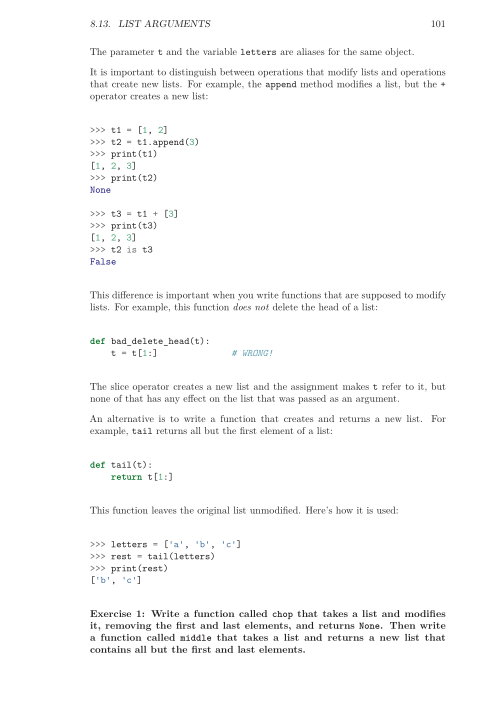 8.13. LIST ARGUMENTS 101
The parameter t and the variable letters are aliases for the same object.
It is important to distinguish between operations that modify lists and operations
that create new lists. For example, the append method modifies a list, but the +
operator creates a new list:
>>> t1 = [1, 2]
>>> t2 = t1.append(3)
>>> print(t1)
[1, 2, 3]
>>> print(t2)
None
>>> t3 = t1 + [3]
>>> print(t3)
[1, 2, 3]
>>> t2 is t3
False
This difference is important when you write functions that are supposed to modify
lists. For example, this function does not delete the head of a list:
def bad_delete_head(t):
    t = t[1:] # WRONG!
The slice operator creates a new list and the assignment makes t refer to it, but
none of that has any effect on the list that was passed as an argument.
An alternative is to write a function that creates and returns a new list. For
example, tail returns all but the first element of a list:
def tail(t):
    return t[1:]
This function leaves the original list unmodified. Here's how it is used:
>>> letters = ['a', 'b', 'c']
>>> rest = tail(letters)
>>> print(rest)
['b', 'c']
Exercise 1: Write a function called chop that takes a list and modifies
it, removing the first and last elements, and returns None. Then write
a function called middle that takes a list and returns a new list that
contains all but the first and last elements.